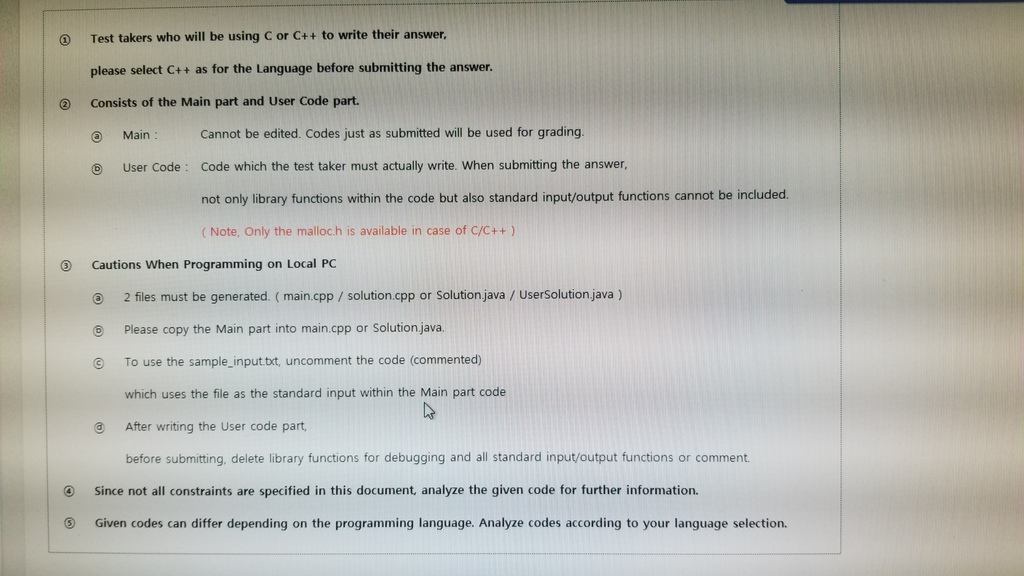 ① Test takers who will be using C or C++ to write their answer,
please select C++ as for the Language before submitting the answer.
② Consists of the Main part and User Code part.
ⓐ Main : Cannot be edited. Codes just as submitted will be used for grading.
ⓑ User Code : Code which the test taker must actually write. When submitting the answer,
not only library functions within the code but also standard input/output functions cannot be included.
( Note, Only the malloc.h is available in case of C/C++ )
③ Cautions When Programming on Local PC
ⓐ 2 files must be generated. ( main.cpp / solution.cpp or Solution.java / UserSolution.java )
ⓑ Please copy the Main part into main.cpp or Solution.java.
ⓒ To use the sample_input.txt, uncomment the code (commented)
which uses the file as the standard input within the Main part code
ⓓ After writing the User code part,
before submitting, delete library functions for debugging and all standard input/output functions or comment.
④ Since not all constraints are specified in this document, analyze the given code for further information.
⑤ Given codes can differ depending on the programming language. Analyze codes according to your language selection.